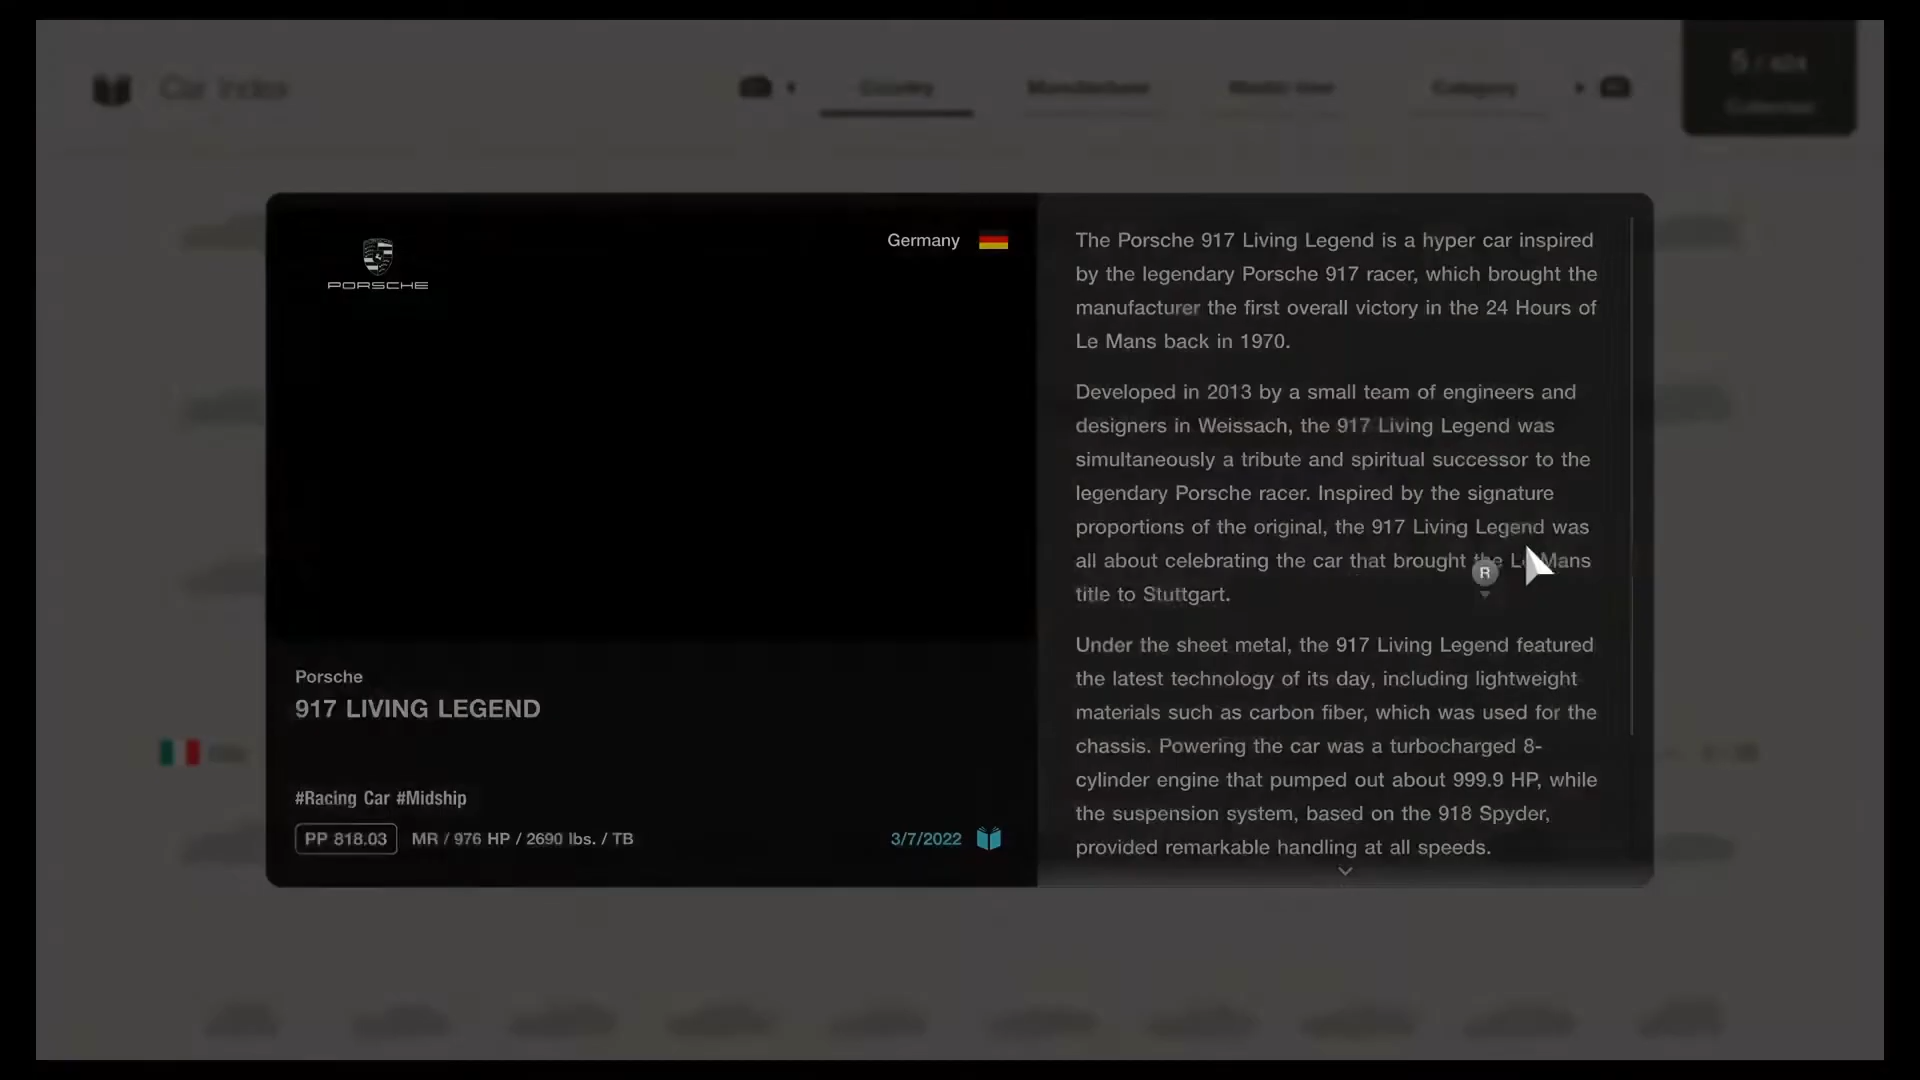 Car Index
Country
Manufacturer
Category
Germany
PORSCHE
The Porsche 917 Living Legend is a hyper car inspired
by the legendary Porsche 917 racer, which brought the
manufacturer the first overall victory in the 24 Hours of
Le Mans back in 1970.
Developed in 2013 by a small team of engineers and
designers in Weissach, the 917 Living Legend was
simultaneously a tribute and spiritual successor to the
legendary Porsche racer. Inspired by the signature
proportions of the original, the 917 Living Legend was
all about celebrating the car that brought the Le Mans
title to Stuttgart.
R
Under the sheet metal, the 917 Living Legend featured
the latest technology of its day, including lightweight
materials such as carbon fiber, which was used for the
chassis. Powering the car was a turbocharged 8-
cylinder engine that pumped out about 999.9 HP, while
the suspension system, based on the 918 Spyder,
provided remarkable handling at all speeds.
Porsche
917 LIVING LEGEND
#Racing Car #Midship
PP 818.03 MR / 976 HP / 2690 lbs. / TB
3/7/2022